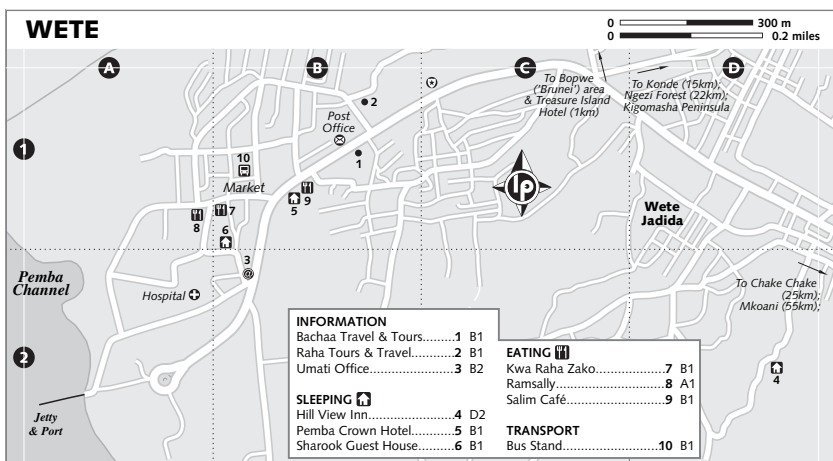 WETE
0 300 m
0 0.2 miles
A
B
C
D
To Bopwe
('Brunei') area
& Treasure Island
Hotel (1km)
To Konde (15km);
Ngezi Forest (22km);
Kigomasha Peninsula
2
Post
Office
1
1
10
Market
lp
5
9
7
8
6
Wete
Jadida
3
Pemba
Channel
Hospital
To Chake Chake
(25km);
Mkoani (55km);
2
4
Jetty
& Port
INFORMATION
Bachaa Travel & Tours.........1 B1
Raha Tours & Travel............2 B1
Umati Office........................3 B2
SLEEPING
Hill View Inn........................4 D2
Pemba Crown Hotel............5 B1
Sharook Guest House..........6 B1
EATING
Kwa Raha Zako....................7 B1
Ramsally..............................8 A1
Salim Café............................9 B1
TRANSPORT
Bus Stand...........................10 B1